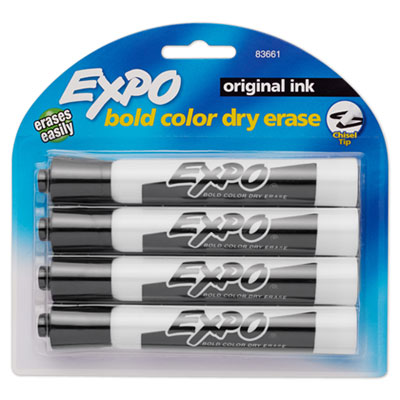 83661
EXPO
original ink
bold color dry erase
erases
easily
Chisel
Tip
EXPO
BOLD COLOR DRY ERASE
EXPO
BOLD COLOR DRY ERASE
EXPO
BOLD COLOR DRY ERASE
EXPO
BOLD COLOR DRY ERASE